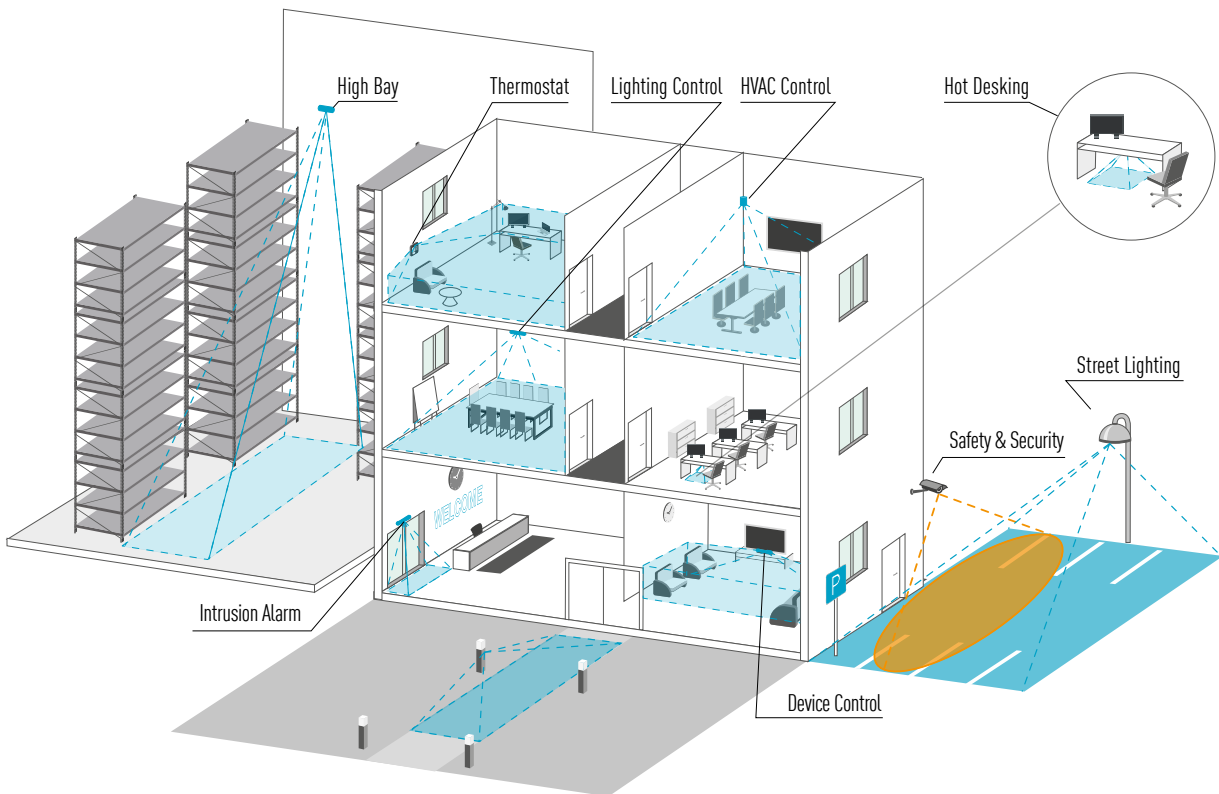 High Bay
Thermostat
Lighting Control
HVAC Control
Hot Desking
Street Lighting
Safety & Security
WELCOME
P
Intrusion Alarm
Device Control